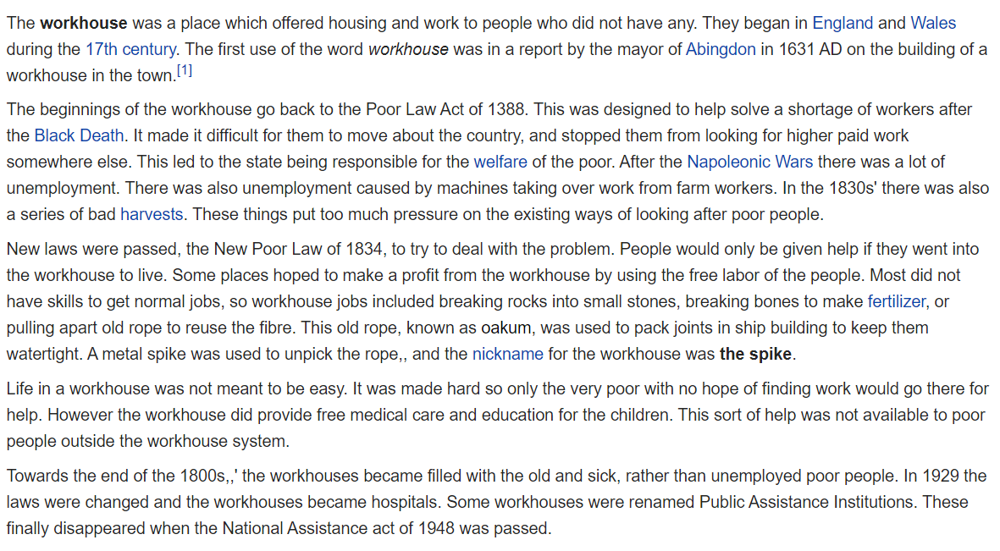 The workhouse was a place which offered housing and work to people who did not have any. They began in England and Wales
during the 17th century. The first use of the word workhouse was in a report by the mayor of Abingdon in 1631 AD on the building of a
workhouse in the town.[1]
The beginnings of the workhouse go back to the Poor Law Act of 1388. This was designed to help solve a shortage of workers after
the Black Death. It made it difficult for them to move about the country, and stopped them from looking for higher paid work
somewhere else. This led to the state being responsible for the welfare of the poor. After the Napoleonic Wars there was a lot of
unemployment. There was also unemployment caused by machines taking over work from farm workers. In the 1830s' there was also
a series of bad harvests. These things put too much pressure on the existing ways of looking after poor people.
New laws were passed, the New Poor Law of 1834, to try to deal with the problem. People would only be given help if they went into
the workhouse to live. Some places hoped to make a profit from the workhouse by using the free labor of the people. Most did not
have skills to get normal jobs, so workhouse jobs included breaking rocks into small stones, breaking bones to make fertilizer, or
pulling apart old rope to reuse the fibre. This old rope, known as oakum, was used to pack joints in ship building to keep them
watertight. A metal spike was used to unpick the rope,, and the nickname for the workhouse was the spike.
Life in a workhouse was not meant to be easy. It was made hard so only the very poor with no hope of finding work would go there for
help. However the workhouse did provide free medical care and education for the children. This sort of help was not available to poor
people outside the workhouse system.
Towards the end of the 1800s,,' the workhouses became filled with the old and sick, rather than unemployed poor people. In 1929 the
laws were changed and the workhouses became hospitals. Some workhouses were renamed Public Assistance Institutions. These
finally disappeared when the National Assistance act of 1948 was passed.